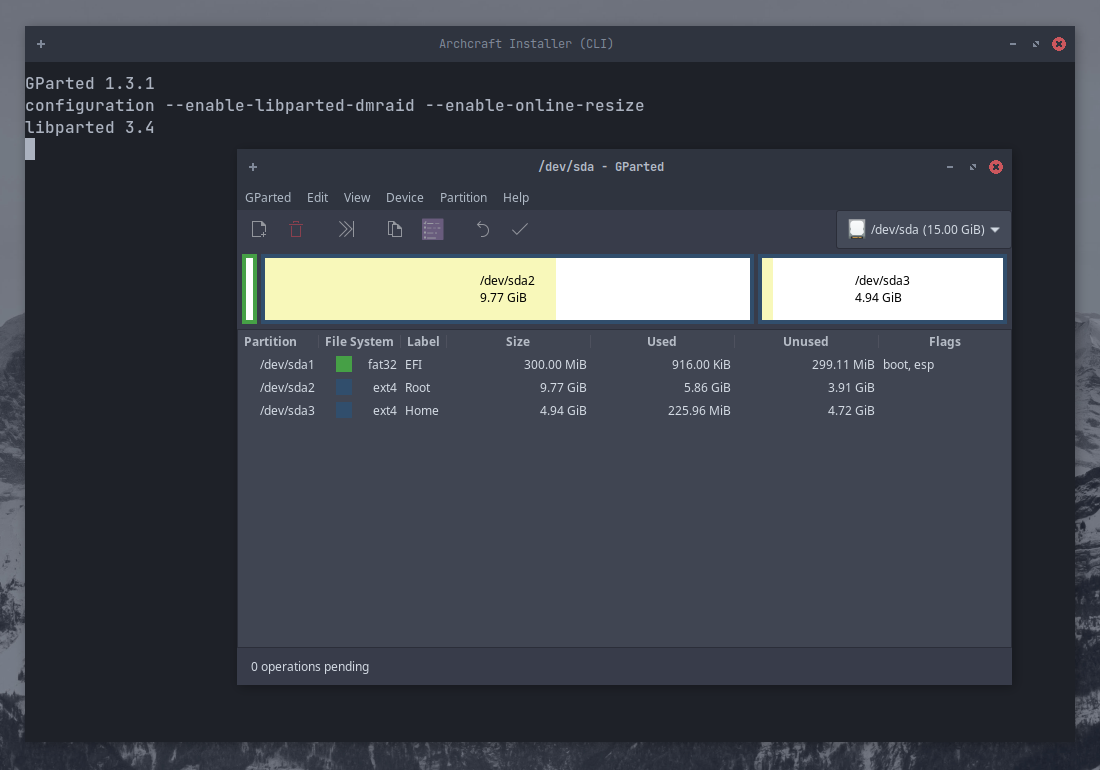 Archcraft Installer (CLI)
GParted 1.3.1
configuration --enable-libparted-dmraid --enable-online-resize
libparted 3.4
/dev/sda - GParted
GParted Edit View Device Partition Help
/dev/sda (15.00 GiB)
/dev/sda2
9.77 GiB
/dev/sda3
4.94 GiB
Partition File System Label Size Used Unused Flags
/dev/sda1 fat32 EFI 300.00 MiB 916.00 KiB 299.11 MiB boot, esp
/dev/sda2 ext4 Root 9.77 GiB 5.86 GiB 3.91 GiB
/dev/sda3 ext4 Home 4.94 GiB 225.96 MiB 4.72 GiB
0 operations pending